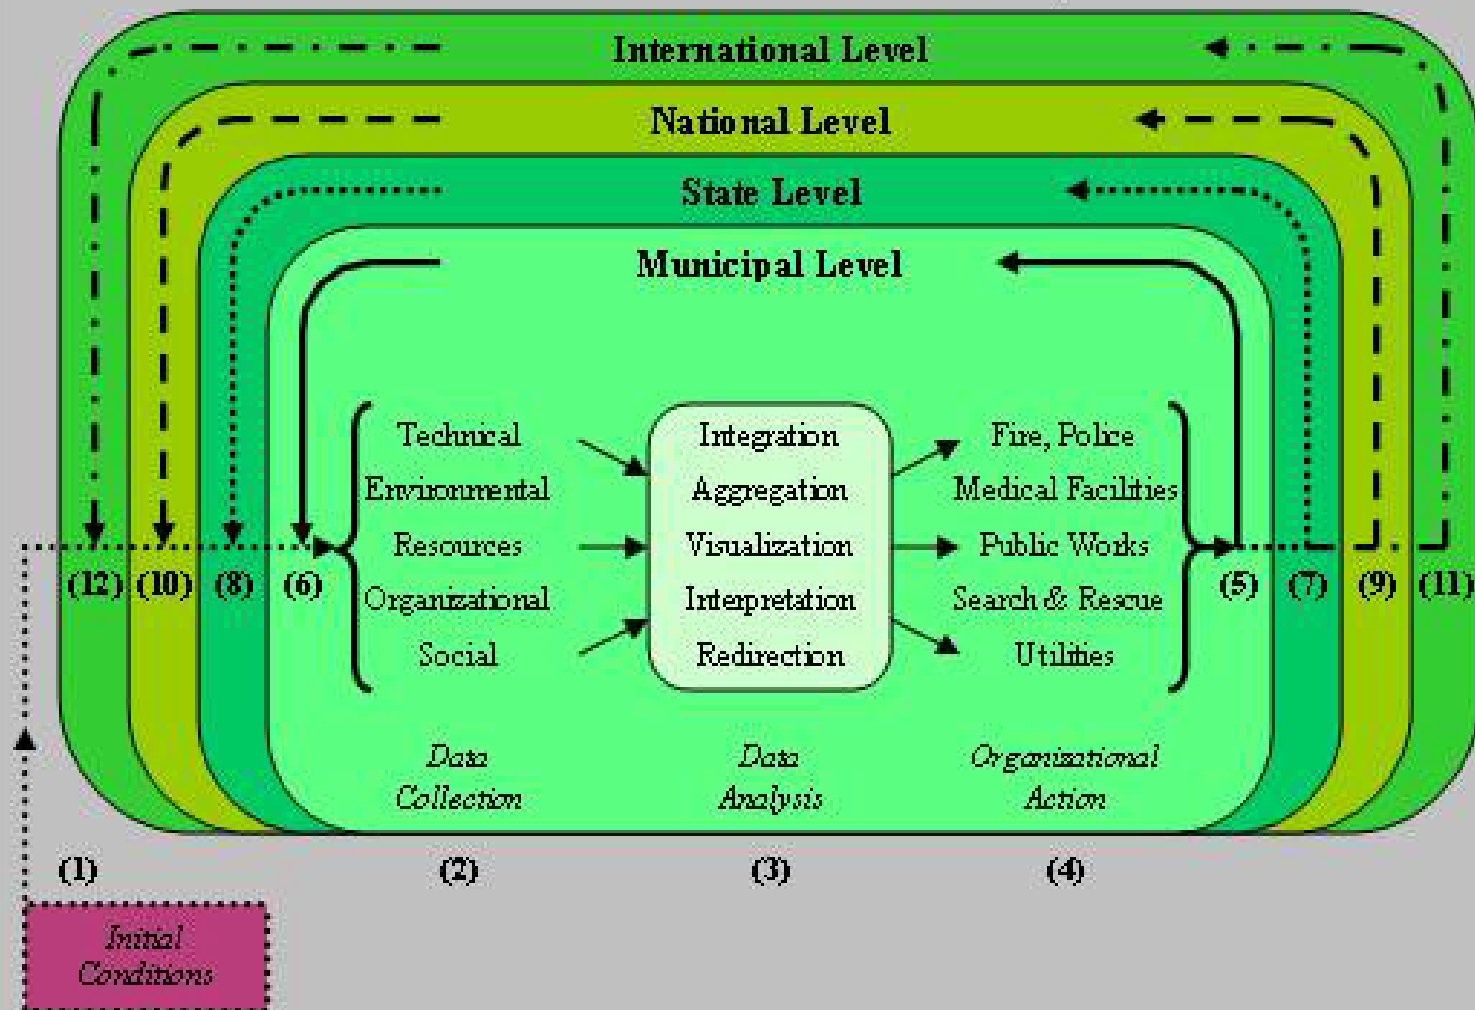 International Level
National Level
State Level
Municipal Level
Technical
Environmental
Resources
Organizational
Social
Integration
Aggregation
Visualization
Interpretation
Redirection
Fire, Police
Medical Facilities
Public Works
Search & Rescue
Utilities
(12) (10) (8) (6)
(5) (7) (9) (11)
Data
Collection
Data
Analysis
Organizational
Action
(1) (2) (3) (4)
Initial
Conditions